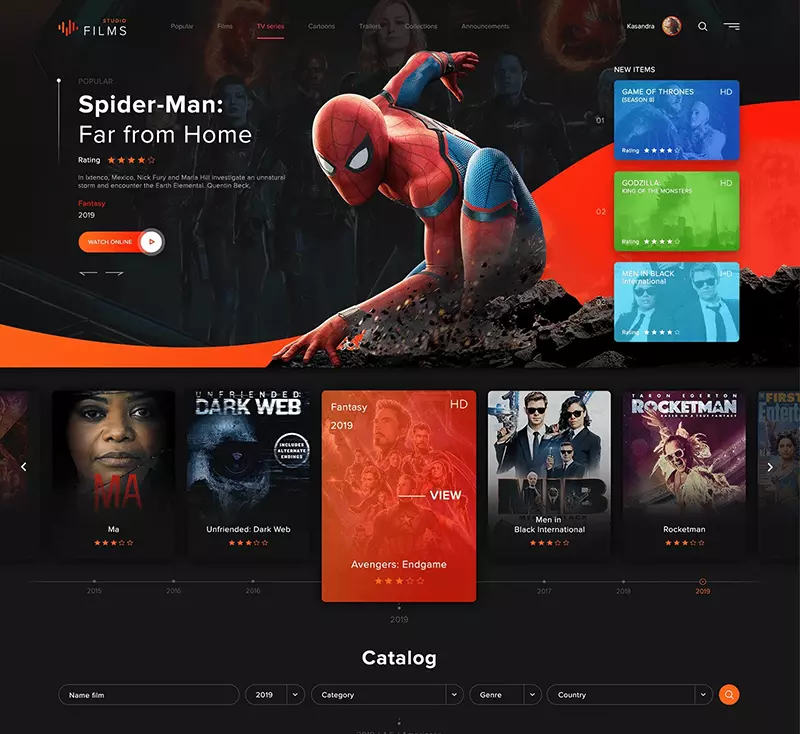 STUDIO
FILMS
Popular
Films
TV series
Cartoons
Trailers
Collections
Announcements
Kasandra
POPULAR
Spider-Man:
Far from Home
Rating
In Ixtenco, Mexico, Nick Fury and Maria Hill investigate an unnatural
storm and encounter the Earth Elemental. Quentin Beck,
Fantasy
2019
WATCH ONLINE
NEW ITEMS
01
GAME OF THRONES
(SEASON 8)
HD
Rating
02
GODZILLA:
KING OF THE MONSTERS
HD
Rating
03
MEN IN BLACK
International
HD
Rating
MA
Ma
UNFRIENDED:
DARK WEB
INCLUDES
ALTERNATE
ENDINGS
Unfriended: Dark Web
Fantasy
2019
HD
VIEW
Avengers: Endgame
MIB
Men in
Black International
TARON EGERTON
ROCKETMAN
BASED ON A TRUE FANTASY
Rocketman
FIRST
2015
2016
2016
2019
2017
2018
2019
Catalog
Name film
2019
Category
Genre
Country